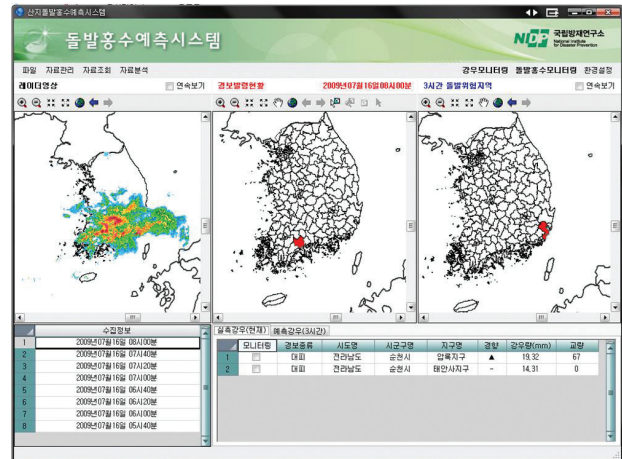 산지돌발홍수예측시스템
돌발홍수예측시스템
NIDP 국립방재연구소
National Institute
for Disaster Prevention
파일 자료관리 자료조회 자료분석 강우모니터링 돌발홍수모니터링 환경설정
레이더영상 연속보기 경보발령현황 2009년07월16일08시00분 3시간 돌발위험지역 연속보기
수집정보
1 2009년07월16일 08시00분
2 2009년07월16일 07시40분
3 2009년07월16일 07시20분
4 2009년07월16일 07시00분
5 2009년07월16일 06시40분
6 2009년07월16일 06시20분
7 2009년07월16일 06시00분
8 2009년07월16일 05시40분
실측강우(현재) 예측강우(3시간)
모니터링 경보종류 시도명 시군구명 지구명 경향 강우량(mm) 교량
1 대피 전라남도 순천시 압록지구 ▲ 19,32 67
2 대피 전라남도 순천시 태안사지구 - 14,31 0